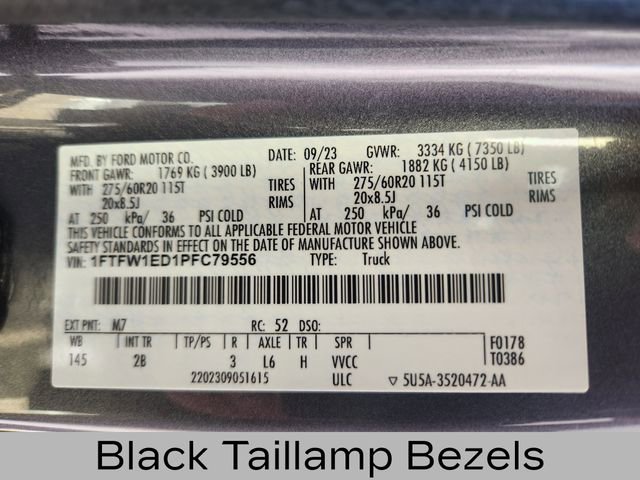 MFD. BY FORD MOTOR CO. DATE: 09/23 GVWR: 3334 KG ( 7350 LB)
FRONT GAWR: 1769 KG ( 3900 LB) REAR GAWR: 1882 KG ( 4150 LB)
WITH 275/60R20 115T TIRES WITH 275/60R20 115T TIRES
20x8.5J RIMS 20x8.5J RIMS
AT 250 kPa/ 36 PSI COLD AT 250 kPa/ 36 PSI COLD
THIS VEHICLE CONFORMS TO ALL APPLICABLE FEDERAL MOTOR VEHICLE
SAFETY STANDARDS IN EFFECT ON THE DATE OF MANUFACTURE SHOWN ABOVE.
VIN: 1FTFW1ED1PFC79556 TYPE: Truck
EXT PNT: M7 RC: 52 DSO:
WB INT TR TP/PS R AXLE TR SPR F0178
145 2B 3 L6 H VVCC T0386
2202309051615 ULC ▽ 5U5A-3520472-AA
Black Taillamp Bezels